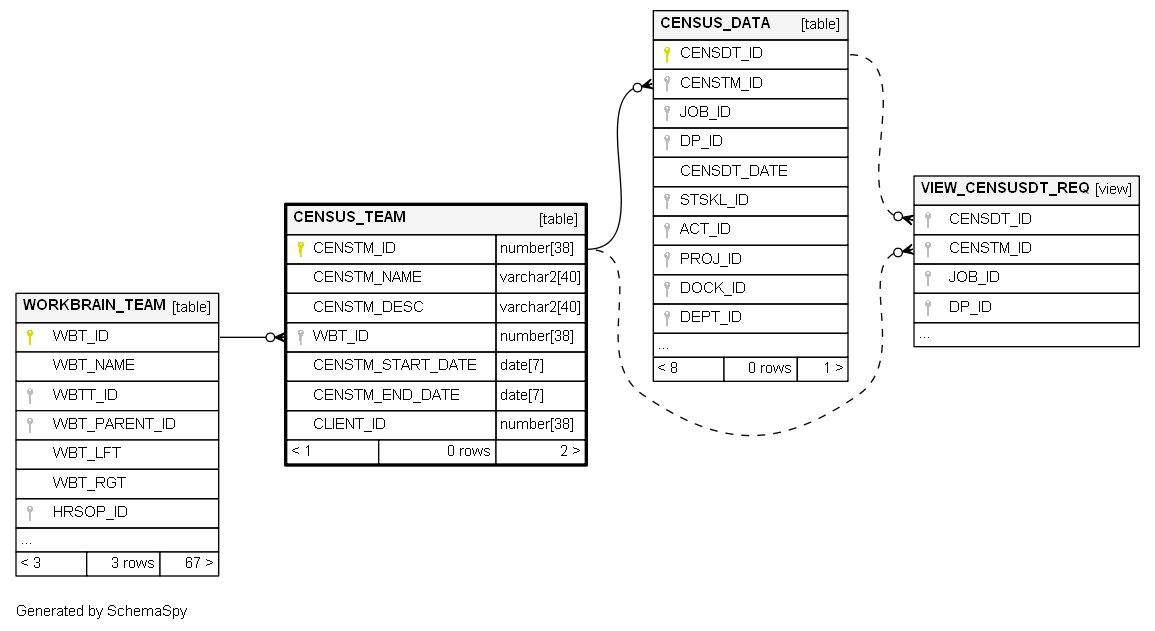 CENSUS_DATA [table]
CENSDT_ID
CENSTM_ID
JOB_ID
DP_ID
CENSDT_DATE
STSKL_ID
ACT_ID
PROJ_ID
DOCK_ID
DEPT_ID
...
< 8 0 rows 1 >
VIEW_CENSUSDT_REQ [view]
CENSDT_ID
CENSTM_ID
JOB_ID
DP_ID
...
CENSUS_TEAM [table]
CENSTM_ID number[38]
CENSTM_NAME varchar2[40]
CENSTM_DESC varchar2[40]
WBT_ID number[38]
CENSTM_START_DATE date[7]
CENSTM_END_DATE date[7]
CLIENT_ID number[38]
< 1 0 rows 2 >
WORKBRAIN_TEAM [table]
WBT_ID
WBT_NAME
WBTT_ID
WBT_PARENT_ID
WBT_LFT
WBT_RGT
HRSOP_ID
...
< 3 3 rows 67 >
Generated by SchemaSpy